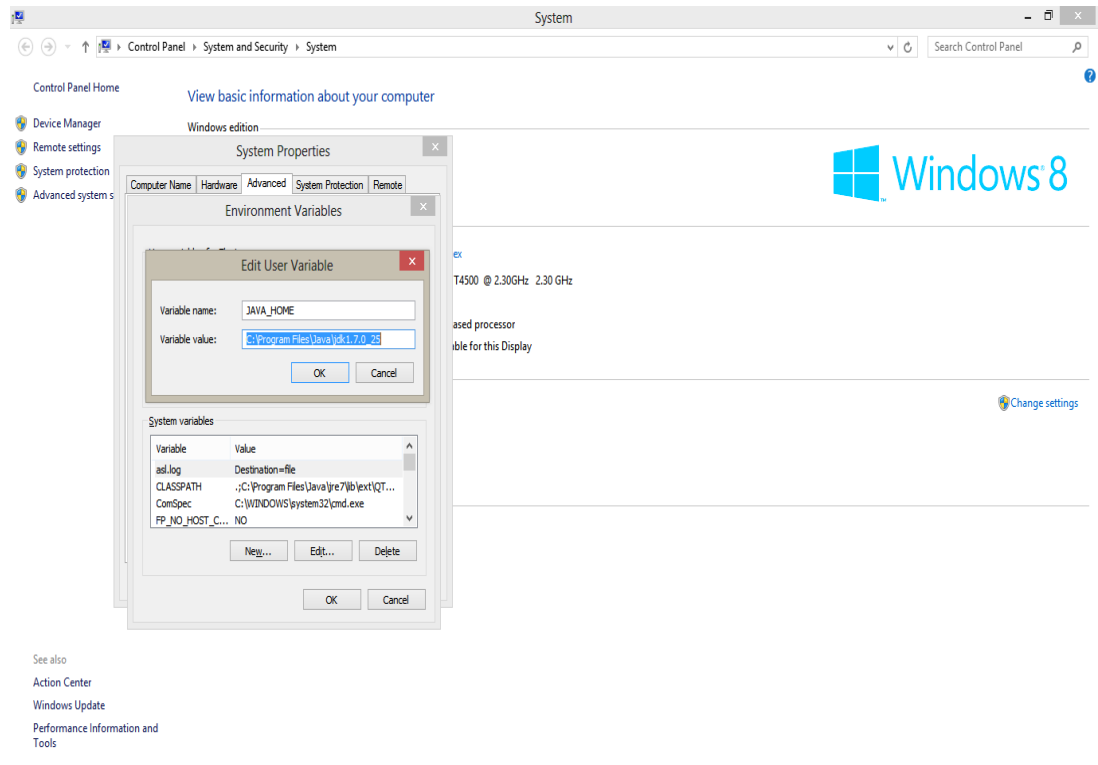 System
Control Panel System and Security System
Search Control Panel
Control Panel Home
Device Manager
Remote settings
System protection
Advanced system s
View basic information about your computer
Windows edition
Windows 8
System Properties
Computer Name Hardware Advanced System Protection Remote
Environment Variables
Edit User Variable
Variable name: JAVA_HOME
Variable value: C:\Program Files\Java\jdk1.7.0_25
OK Cancel
ex
T4500 @ 2.30GHz 2.30 GHz
ased processor
ble for this Display
Change settings
System variables
Variable Value
asl.log Destination=file
CLASSPATH .;C:\Program Files\Java\jre7\lib\ext\QT...
ComSpec C:\WINDOWS\system32\cmd.exe
FP_NO_HOST_C... NO
New... Edit... Delete
OK Cancel
See also
Action Center
Windows Update
Performance Information and
Tools